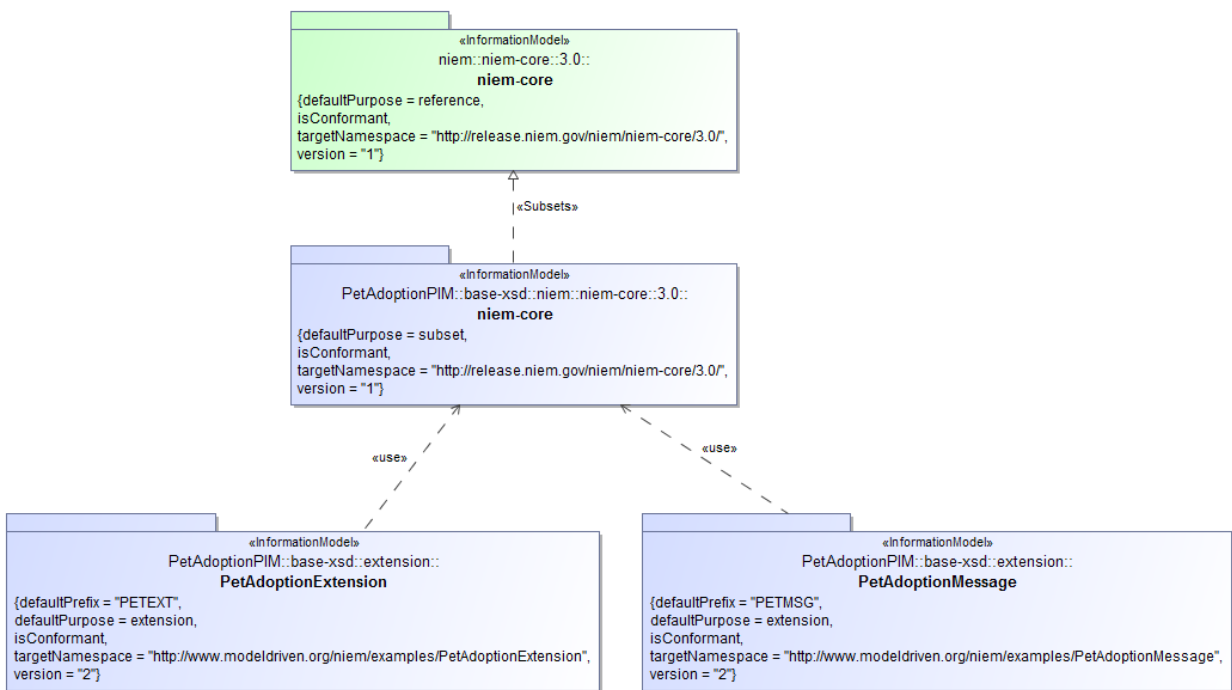 «InformationModel»
niem::niem-core::3.0::
niem-core
{defaultPurpose = reference,
isConformant,
targetNamespace = "http://release.niem.gov/niem/niem-core/3.0/",
version = "1"}
«Subsets»
«InformationModel»
PetAdoptionPIM::base-xsd::niem::niem-core::3.0::
niem-core
{defaultPurpose = subset,
isConformant,
targetNamespace = "http://release.niem.gov/niem/niem-core/3.0/",
version = "1"}
«use»
«use»
«InformationModel»
PetAdoptionPIM::base-xsd::extension::
PetAdoptionExtension
{defaultPrefix = "PETEXT",
defaultPurpose = extension,
isConformant,
targetNamespace = "http://www.modeldriven.org/niem/examples/PetAdoptionExtension",
version = "2"}
«InformationModel»
PetAdoptionPIM::base-xsd::extension::
PetAdoptionMessage
{defaultPrefix = "PETMSG",
defaultPurpose = extension,
isConformant,
targetNamespace = "http://www.modeldriven.org/niem/examples/PetAdoptionMessage",
version = "2"}